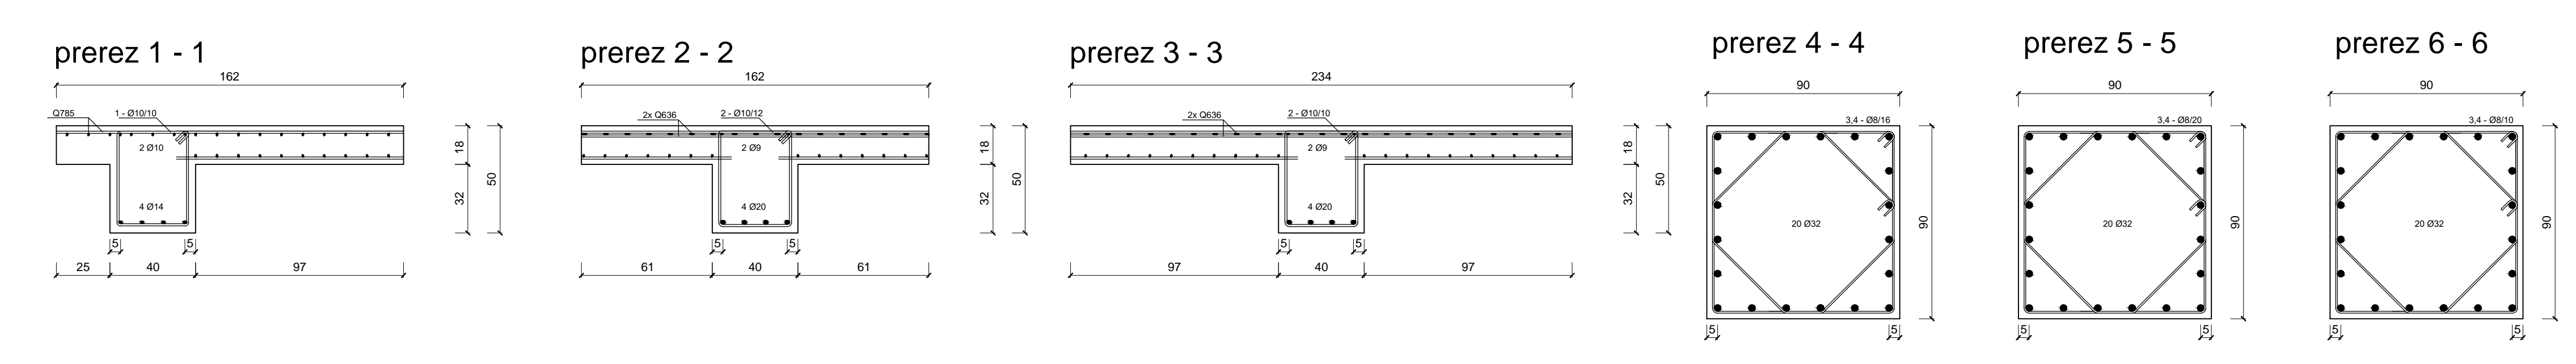 prerez 1 - 1
162
Q785
1 - Ø10/10
2 Ø10
4 Ø14
18
32
50
5
5
25
40
97
prerez 2 - 2
162
2x Q636
2 - Ø10/12
2 Ø9
4 Ø20
18
32
50
5
5
61
40
61
prerez 3 - 3
234
2x Q636
2 - Ø10/10
2 Ø9
4 Ø20
18
32
50
5
5
97
40
97
prerez 4 - 4
90
3,4 - Ø8/16
20 Ø32
90
5
5
prerez 5 - 5
90
3,4 - Ø8/20
20 Ø32
90
5
5
prerez 6 - 6
90
3,4 - Ø8/10
20 Ø32
90
5
5